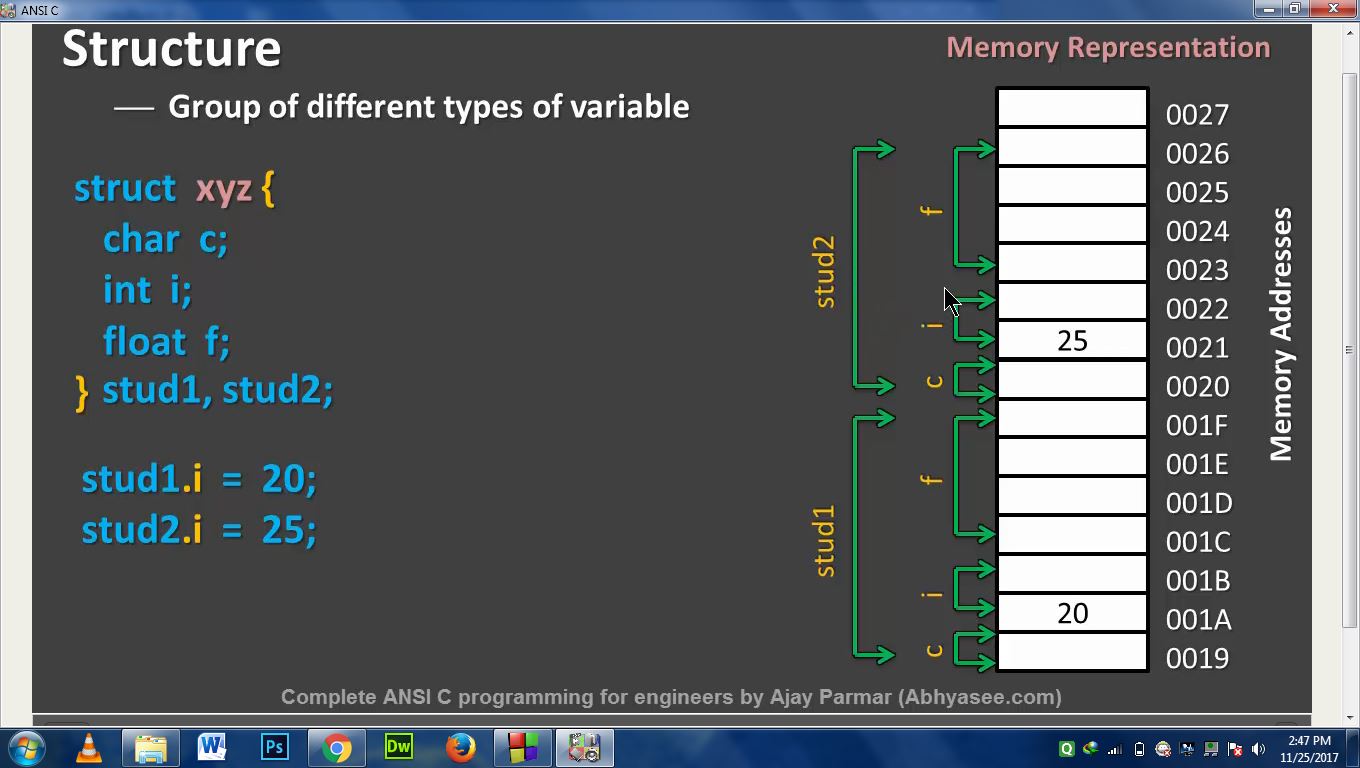 ANSI C
Structure
Memory Representation
— Group of different types of variable
struct xyz {
char c;
int i;
float f;
} stud1, stud2;
stud1.i = 20;
stud2.i = 25;
stud2
f
i
c
stud1
f
i
c
0027
0026
0025
0024
0023
0022
25 0021
0020
001F
001E
001D
001C
001B
20 001A
0019
Memory Addresses
Complete ANSI C programming for engineers by Ajay Parmar (Abhyasee.com)
W Ps Dw
2:47 PM
11/25/2017